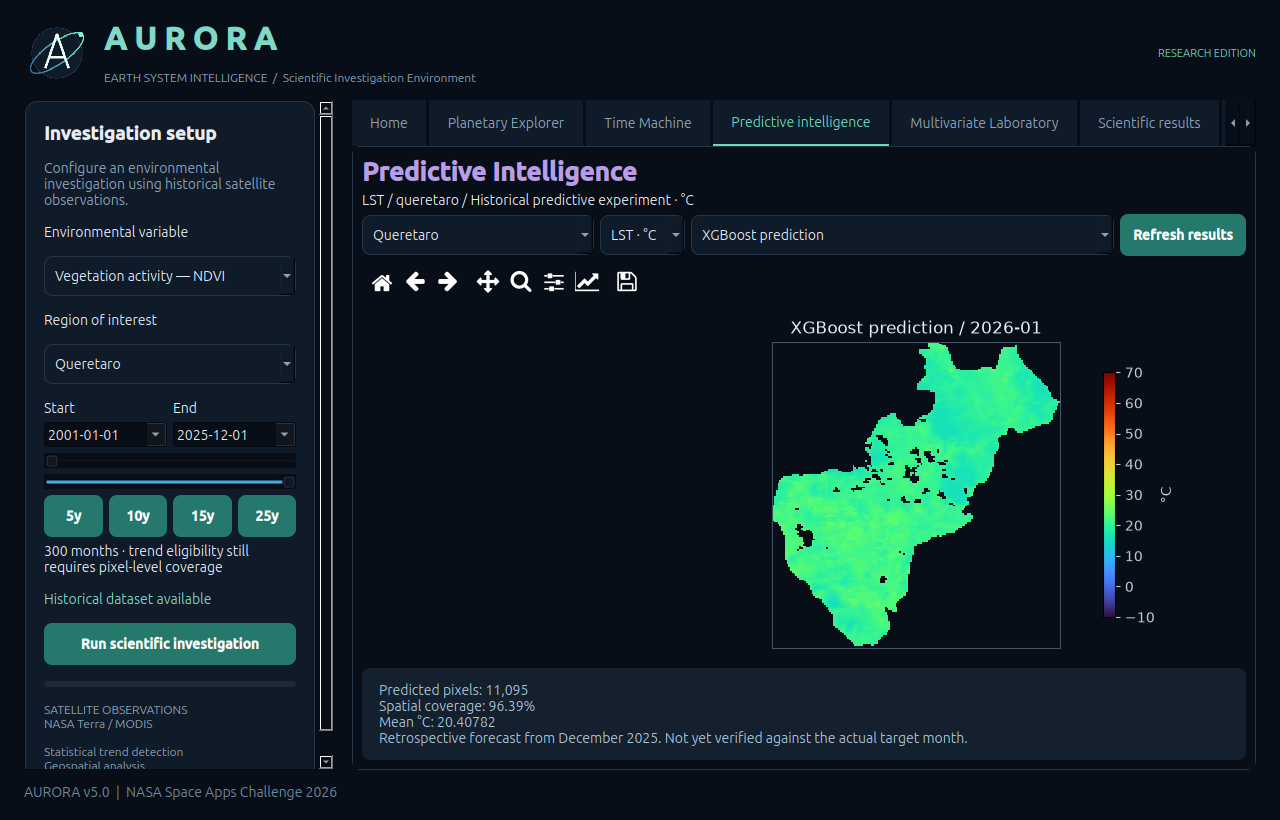 A
AURORA
EARTH SYSTEM INTELLIGENCE / Scientific Investigation Environment
RESEARCH EDITION
Investigation setup
Configure an environmental
investigation using historical satellite
observations.
Environmental variable
Vegetation activity — NDVI
Region of interest
Queretaro
Start End
2001-01-01 2025-12-01
5y 10y 15y 25y
300 months · trend eligibility still
requires pixel-level coverage
Historical dataset available
Run scientific investigation
SATELLITE OBSERVATIONS
NASA Terra / MODIS
Statistical trend detection
Geospatial analysis
Home Planetary Explorer Time Machine Predictive intelligence Multivariate Laboratory Scientific results
Predictive Intelligence
LST / queretaro / Historical predictive experiment · °C
Queretaro LST · °C XGBoost prediction Refresh results
XGBoost prediction / 2026-01
70
60
50
40
30
20
10
0
−10
°C
Predicted pixels: 11,095
Spatial coverage: 96.39%
Mean °C: 20.40782
Retrospective forecast from December 2025. Not yet verified against the actual target month.
AURORA v5.0 | NASA Space Apps Challenge 2026